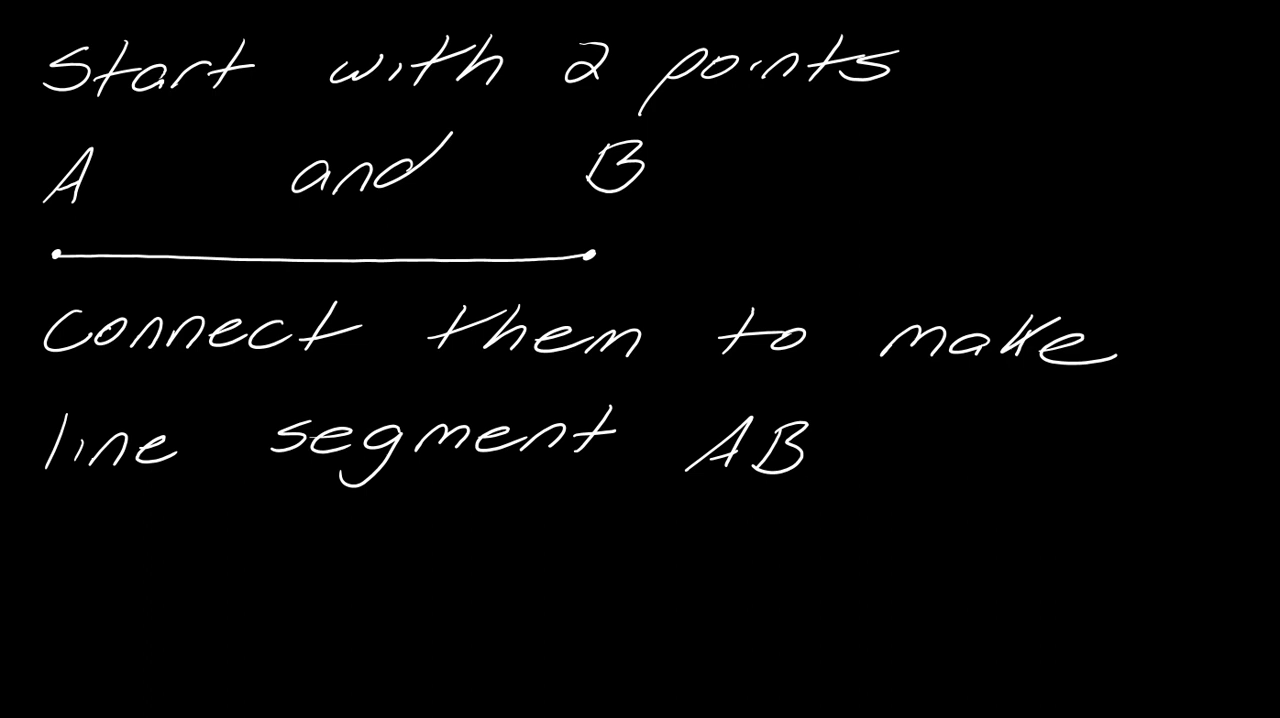 Start with 2 points
A and B
connect them to make
line segment AB